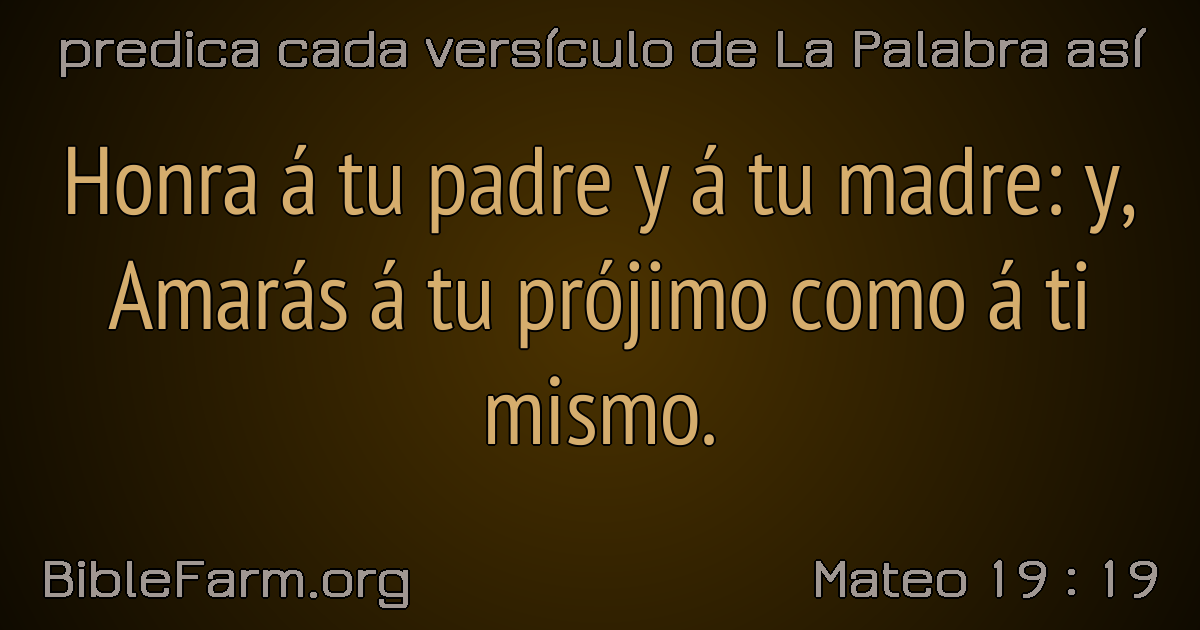 predica cada versículo de La Palabra así
Honra á tu padre y á tu madre: y,
Amarás á tu prójimo como á ti
mismo.
BibleFarm.org
Mateo 19 : 19